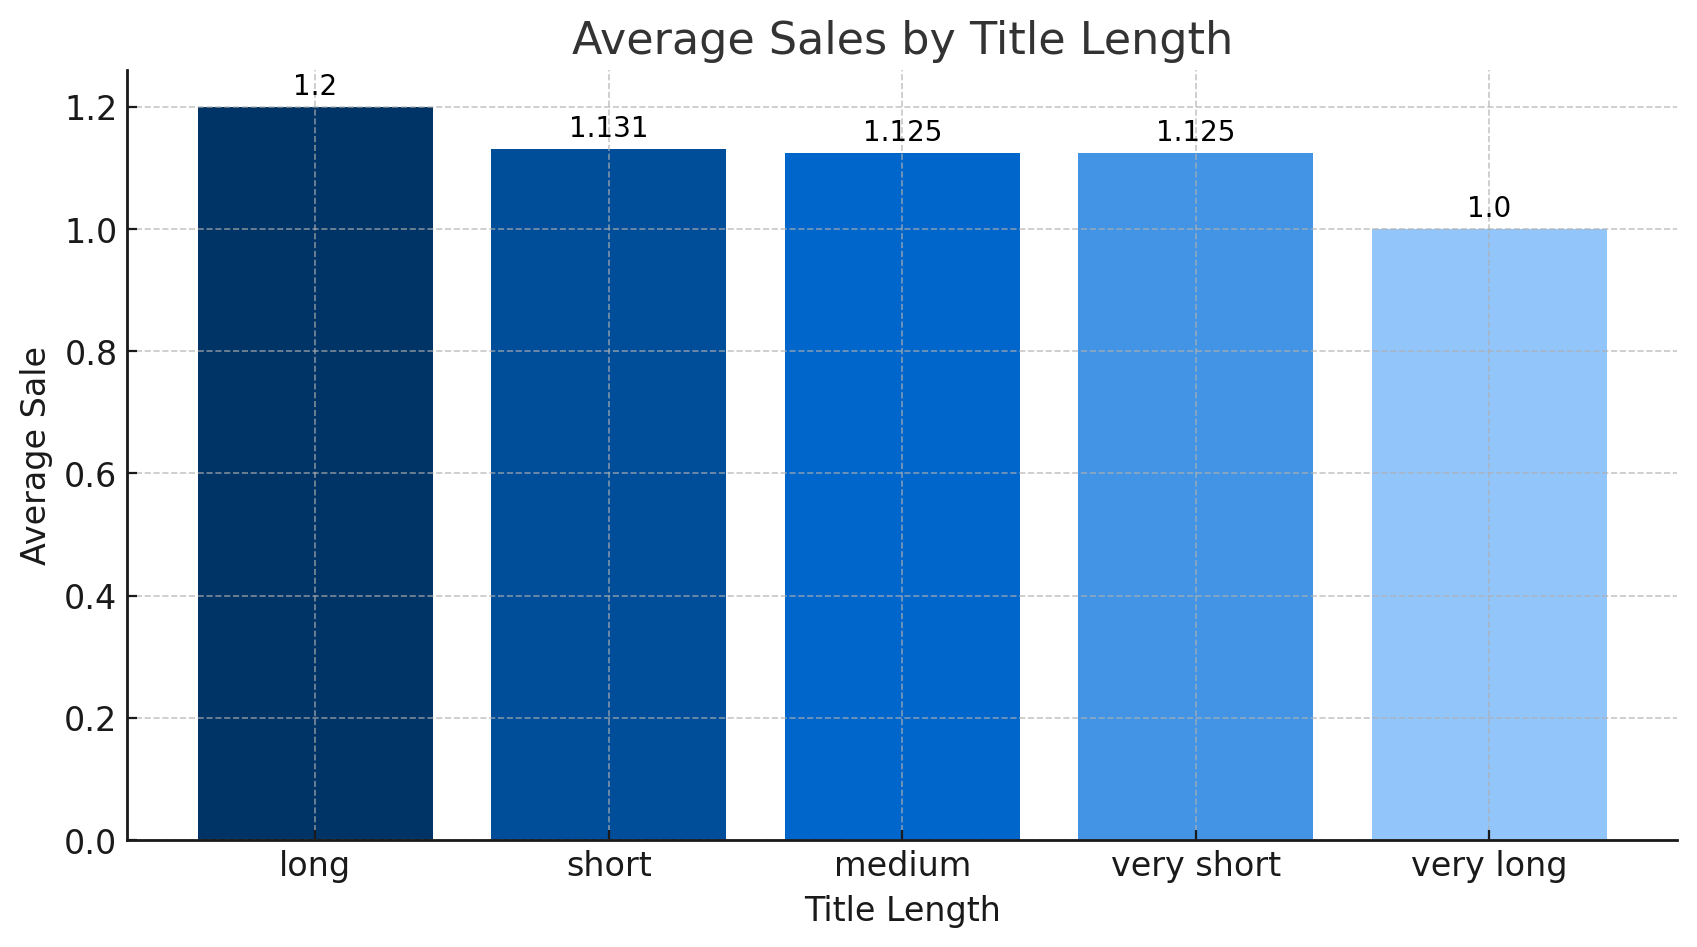 Average Sales by Title Length
1.2
1.131
1.125
1.125
1.0
1.2
1.0
0.8
0.6
0.4
0.2
0.0
Average Sale
long
short
medium
very short
very long
Title Length